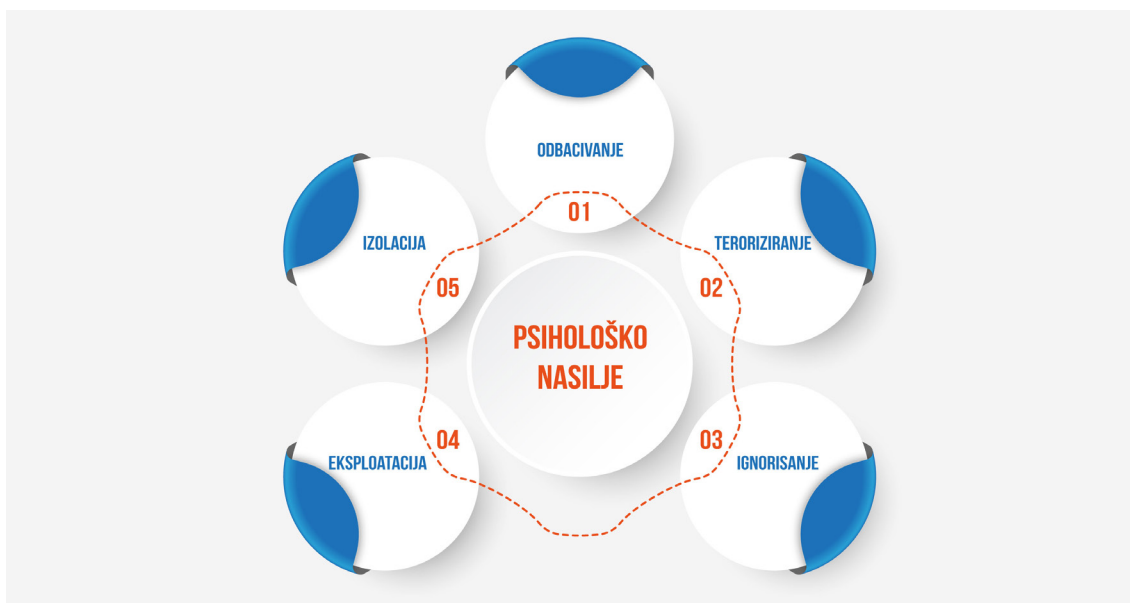 ODBACIVANJE
01
TERORIZIRANJE
02
IGNORISANJE
03
EKSPLOATACIJA
04
IZOLACIJA
05
PSIHOLOŠKO
NASILJE